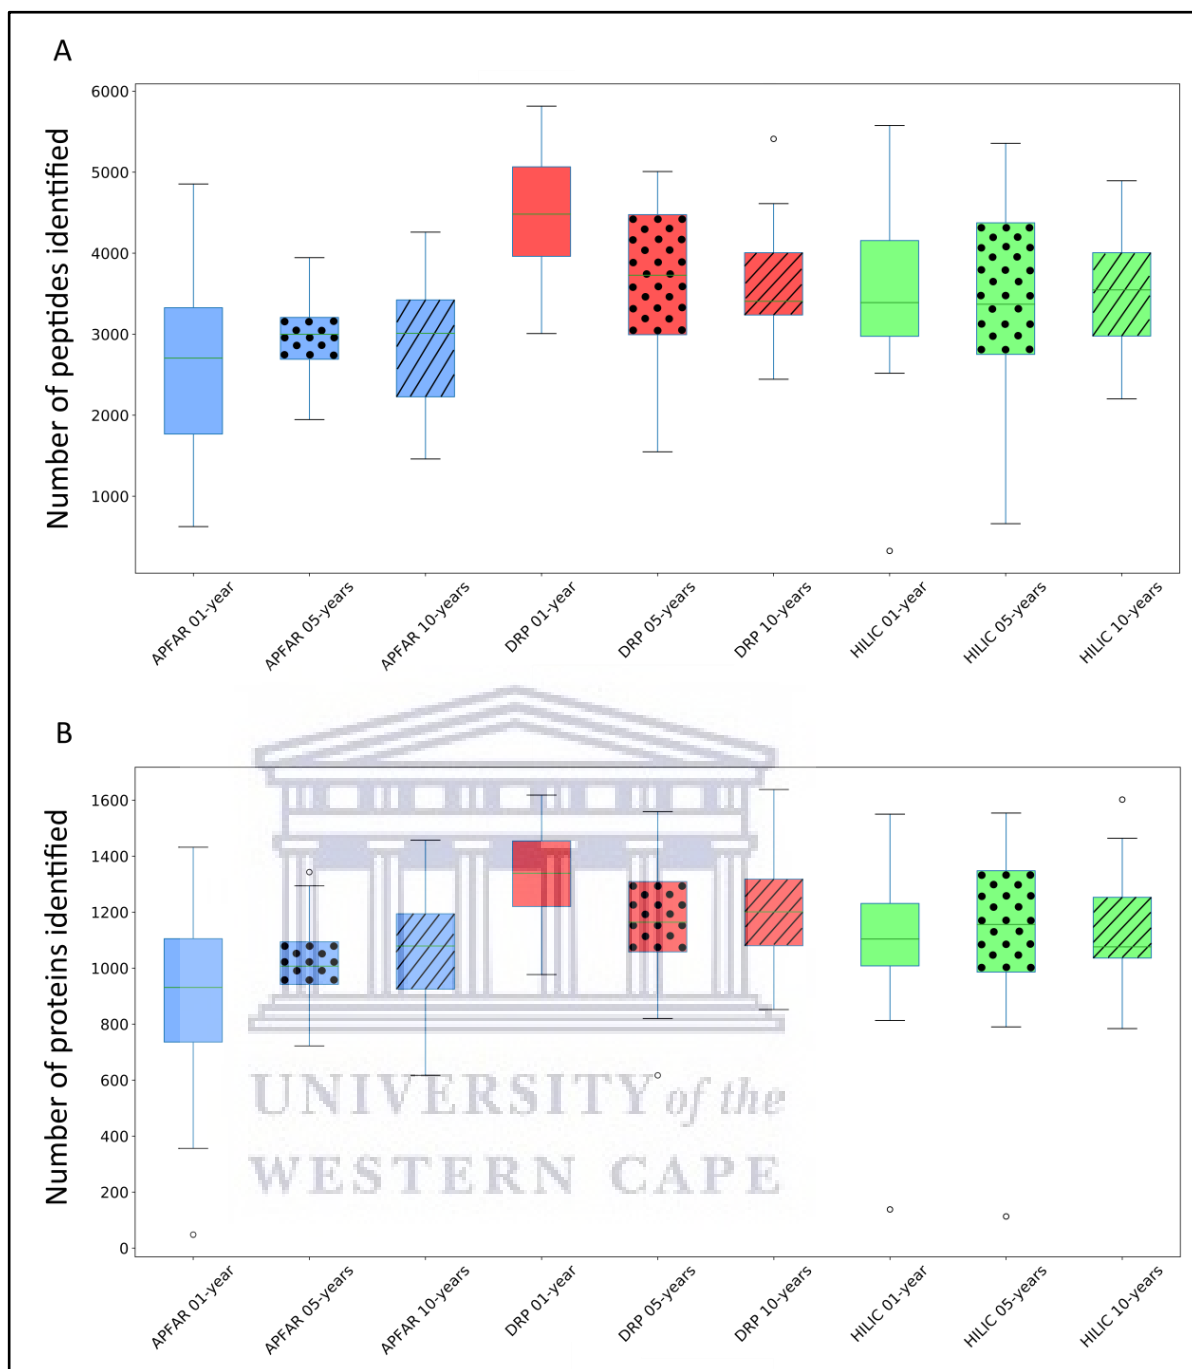 A
Number of peptides identified
6000
5000
4000
3000
2000
1000
APFAR 01-year
APFAR 05-years
APFAR 10-years
DRP 01-year
DRP 05-years
DRP 10-years
HILIC 01-year
HILIC 05-years
HILIC 10-years
B
Number of proteins identified
1600
1400
1200
1000
800
600
400
200
0
UNIVERSITY of the
WESTERN CAPE
APFAR 01-year
APFAR 05-years
APFAR 10-years
DRP 01-year
DRP 05-years
DRP 10-years
HILIC 01-year
HILIC 05-years
HILIC 10-years